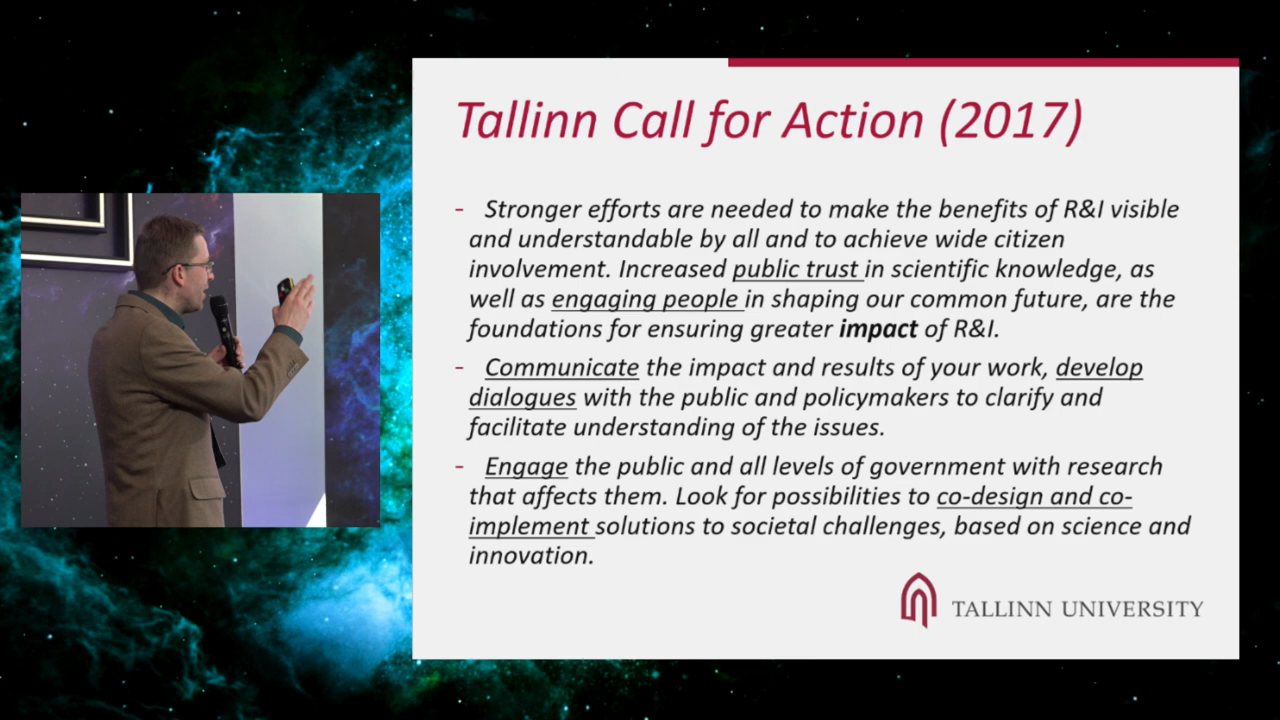 Tallinn Call for Action (2017)
- Stronger efforts are needed to make the benefits of R&I visible
and understandable by all and to achieve wide citizen
involvement. Increased public trust in scientific knowledge, as
well as engaging people in shaping our common future, are the
foundations for ensuring greater impact of R&I.
- Communicate the impact and results of your work, develop
dialogues with the public and policymakers to clarify and
facilitate understanding of the issues.
- Engage the public and all levels of government with research
that affects them. Look for possibilities to co-design and co-
implement solutions to societal challenges, based on science and
innovation.
TALLINN UNIVERSITY